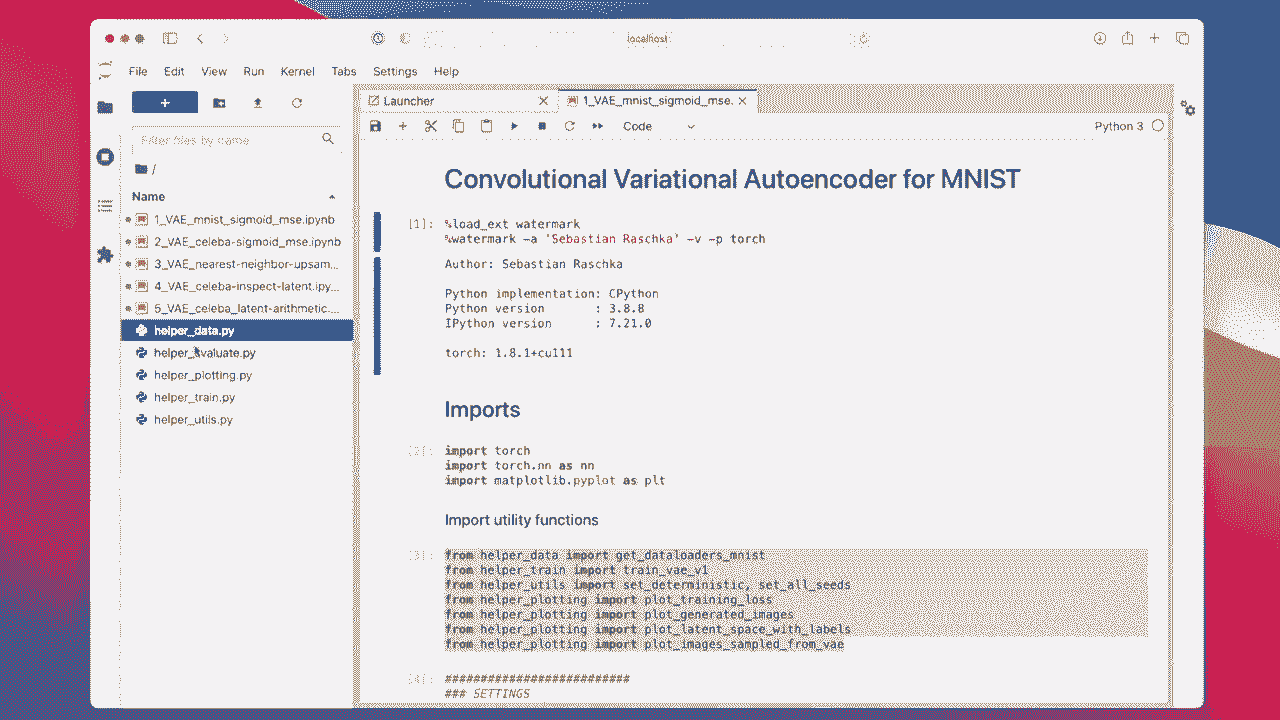 localhost
File Edit View Run Kernel Tabs Settings Help
+
Filter files by name
/
Name
1_VAE_mnist_sigmoid_mse.ipynb
2_VAE_celeba-sigmoid_mse.ipynb
3_VAE_nearest-neighbor-upsam...
4_VAE_celeba-inspect-latent.ipy...
5_VAE_celeba_latent-arithmetic....
helper_data.py
helper_evaluate.py
helper_plotting.py
helper_train.py
helper_utils.py
Launcher
1_VAE_mnist_sigmoid_mse.
Code
Python 3
Convolutional Variational Autoencoder for MNIST
[1]: %load_ext watermark
%watermark -a 'Sebastian Raschka' -v -p torch
Author: Sebastian Raschka
Python implementation: CPython
Python version : 3.8.8
IPython version : 7.21.0
torch: 1.8.1+cu111
Imports
[2]: import torch
import torch.nn as nn
import matplotlib.pyplot as plt
Import utility functions
[3]: from helper_data import get_dataloaders_mnist
from helper_train import train_vae_v1
from helper_utils import set_deterministic, set_all_seeds
from helper_plotting import plot_training_loss
from helper_plotting import plot_generated_images
from helper_plotting import plot_latent_space_with_labels
from helper_plotting import plot_images_sampled_from_vae
[4]: ##########################
### SETTINGS